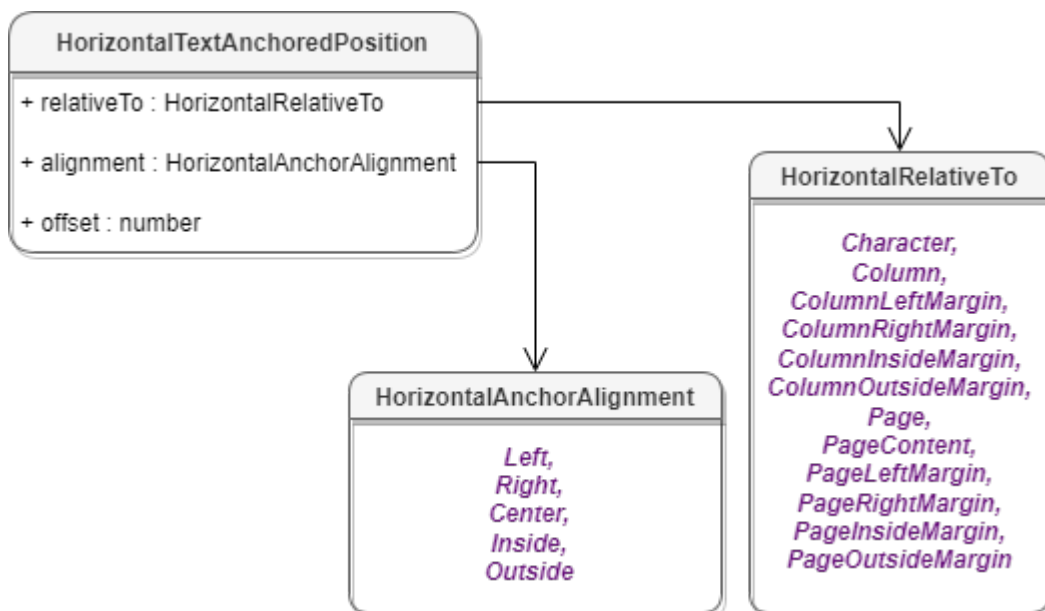 HorizontalTextAnchoredPosition
+ relativeTo : HorizontalRelativeTo
+ alignment : HorizontalAnchorAlignment
+ offset : number
HorizontalRelativeTo
Character,
Column,
ColumnLeftMargin,
ColumnRightMargin,
ColumnInsideMargin,
ColumnOutsideMargin,
Page,
PageContent,
PageLeftMargin,
PageRightMargin,
PageInsideMargin,
PageOutsideMargin
HorizontalAnchorAlignment
Left,
Right,
Center,
Inside,
Outside